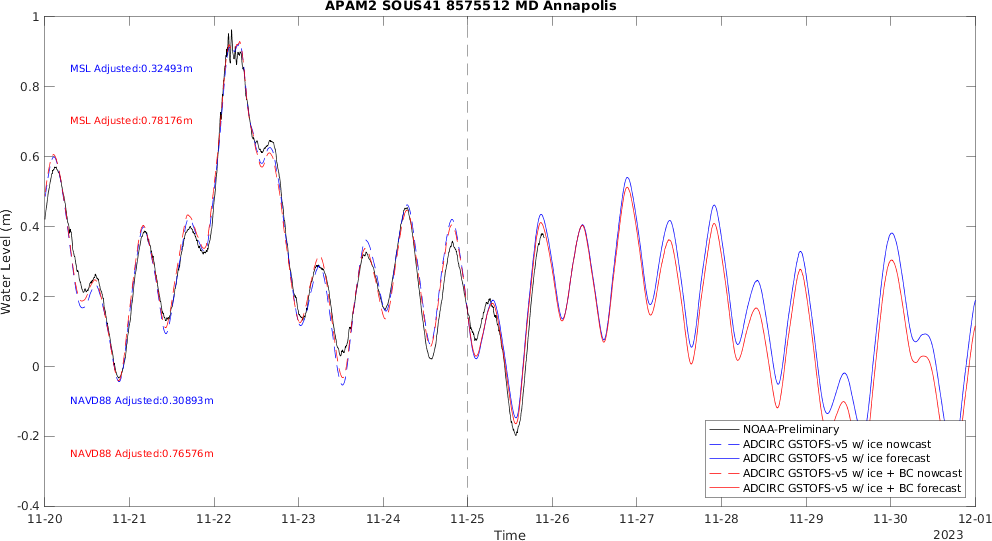 APAM2 SOUS41 8575512 MD Annapolis
1
0.8
0.6
0.4
0.2
0
-0.2
-0.4
Water Level (m)
MSL Adjusted:0.32493m
MSL Adjusted:0.78176m
NAVD88 Adjusted:0.30893m
NAVD88 Adjusted:0.76576m
NOAA-Preliminary
ADCIRC GSTOFS-v5 w/ ice nowcast
ADCIRC GSTOFS-v5 w/ ice forecast
ADCIRC GSTOFS-v5 w/ ice + BC nowcast
ADCIRC GSTOFS-v5 w/ ice + BC forecast
11-20 11-21 11-22 11-23 11-24 11-25 11-26 11-27 11-28 11-29 11-30 12-01
Time
2023